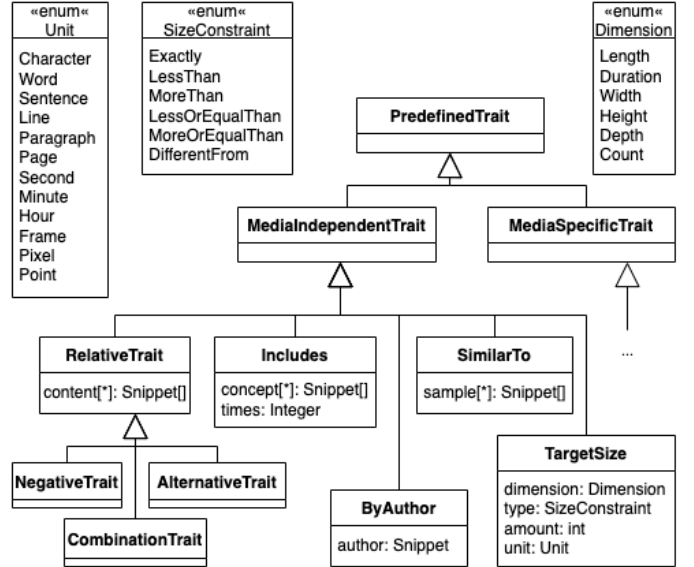 «enum»
Unit
Character
Word
Sentence
Line
Paragraph
Page
Second
Minute
Hour
Frame
Pixel
Point
«enum»
SizeConstraint
Exactly
LessThan
MoreThan
LessOrEqualThan
MoreOrEqualThan
DifferentFrom
«enum»
Dimension
Length
Duration
Width
Height
Depth
Count
PredefinedTrait
MediaIndependentTrait
MediaSpecificTrait
...
RelativeTrait
content[*]: Snippet[]
Includes
concept[*]: Snippet[]
times: Integer
SimilarTo
sample[*]: Snippet[]
NegativeTrait
AlternativeTrait
CombinationTrait
ByAuthor
author: Snippet
TargetSize
dimension: Dimension
type: SizeConstraint
amount: int
unit: Unit